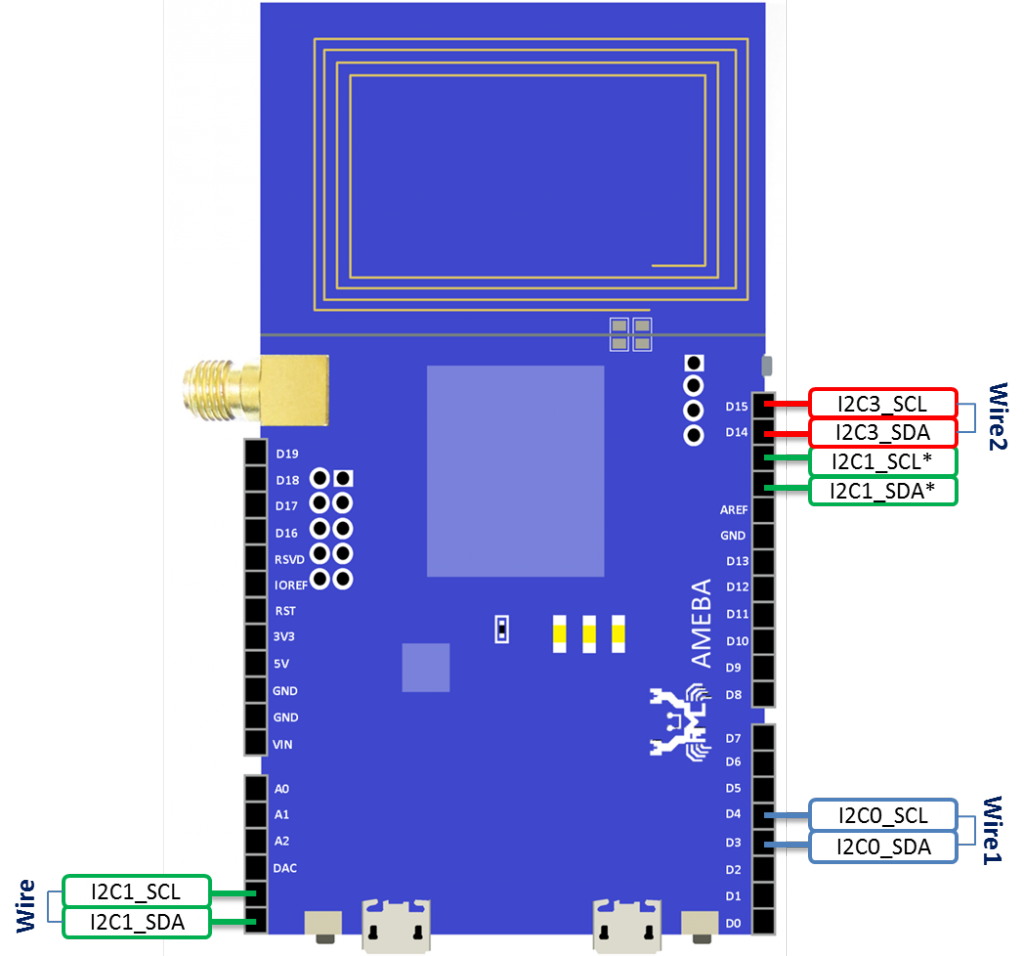 D15
D14
AREF
GND
D13
D12
D11
D10
D9
D8
D7
D6
D5
D4
D3
D2
D1
D0
D19
D18
D17
D16
RSVD
IOREF
RST
3V3
5V
GND
GND
VIN
A0
A1
A2
DAC
AMEBA
I2C3_SCL
I2C3_SDA
Wire2
I2C1_SCL*
I2C1_SDA*
I2C0_SCL
I2C0_SDA
Wire1
Wire
I2C1_SCL
I2C1_SDA